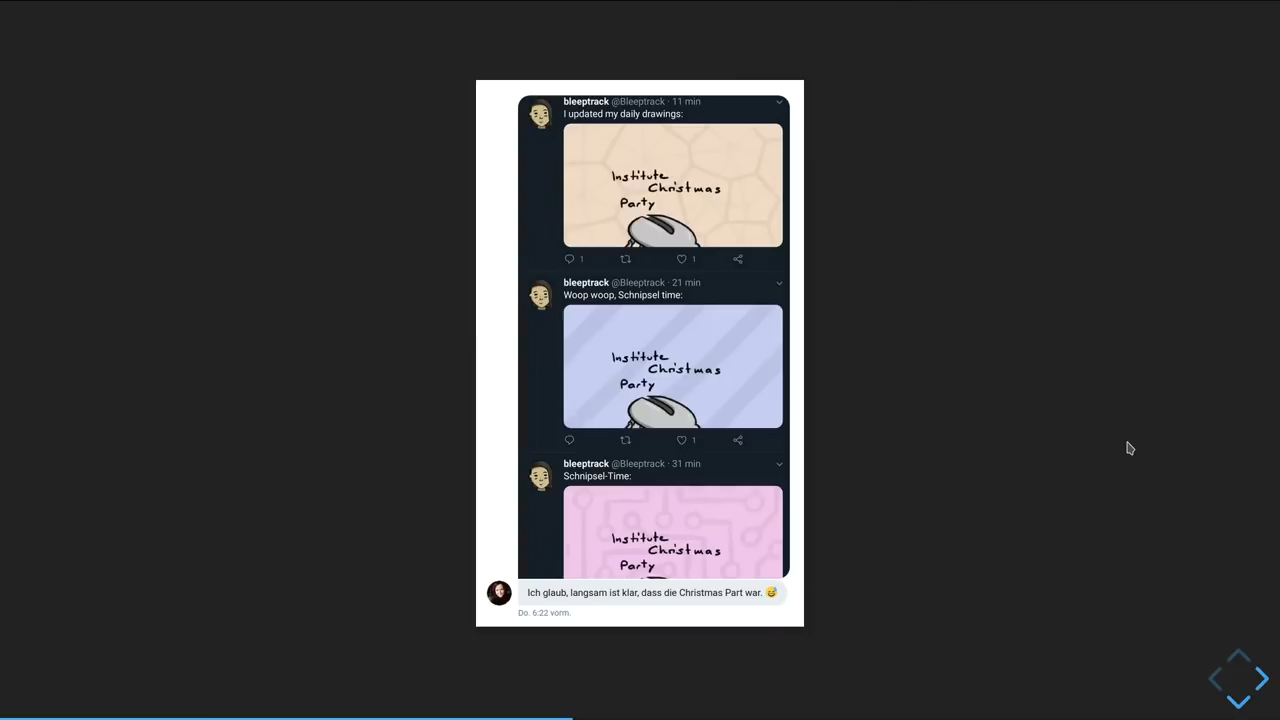 bleeptrack @Bleeptrack · 11 min
I updated my daily drawings:
Institute
Christmas
Party
1
1
bleeptrack @Bleeptrack · 21 min
Woop woop, Schnipsel time:
Institute
Christmas
Party
1
bleeptrack @Bleeptrack · 31 min
Schnipsel-Time:
Institute
Christmas
Party
Ich glaub, langsam ist klar, dass die Christmas Part war. 😅
Do. 6:22 vorm.